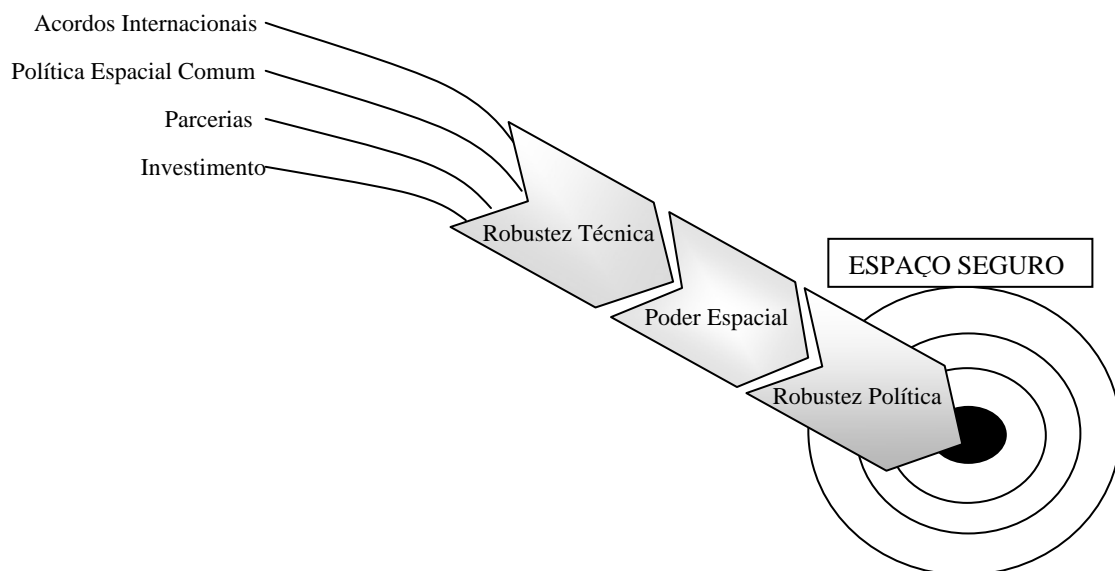 Acordos Internacionais
Política Espacial Comum
Parcerias
Investimento
Robustez Técnica
Poder Espacial
ESPAÇO SEGURO
Robustez Política